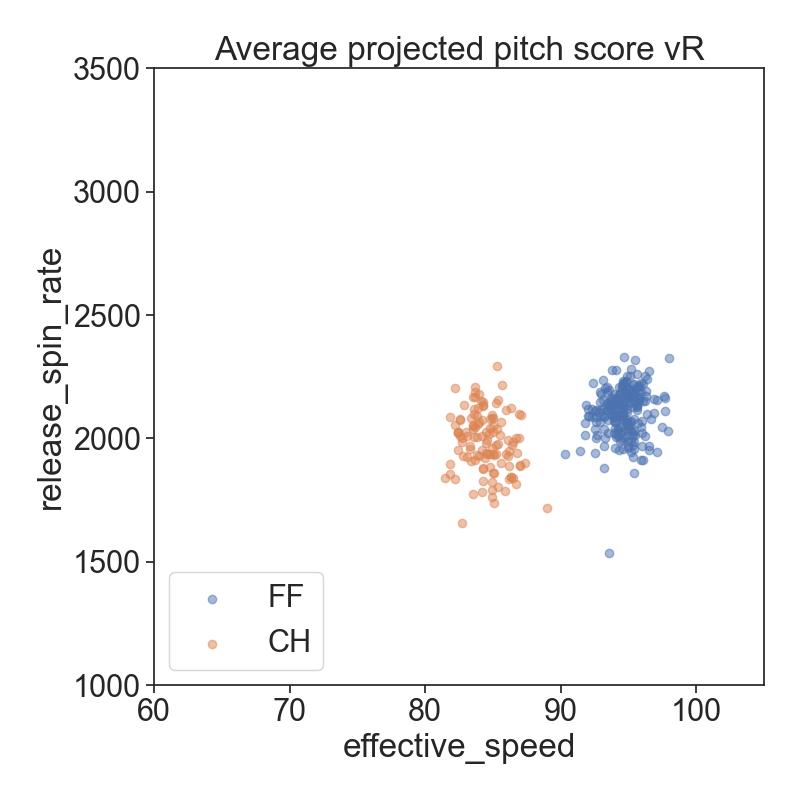 Average projected pitch score vR
3500
3000
2500
2000
1500
1000
release_spin_rate
FF
CH
60
70
80
90
100
effective_speed